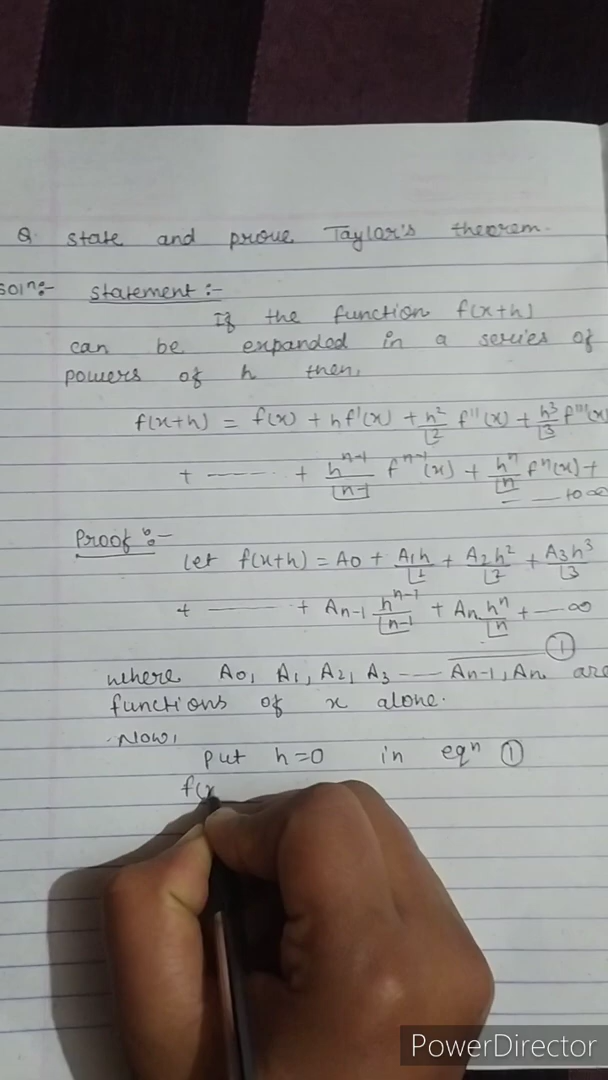 Q. state and prove Taylor's theorem.
Soln:- Statement :-
If the function f(x+h)
can be expanded in a series of
powers of h then,
f(x+h) = f(x) + hf'(x) + h²/⌊2 f''(x) + h³/⌊3 f'''(x)
+ ------ + hⁿ⁻¹/⌊n-1 fⁿ⁻¹(x) + hⁿ/⌊n fⁿ(x) +
--- to ∞
Proof :-
Let f(x+h) = A0 + A1h/⌊1 + A2h²/⌊2 + A3h³/⌊3
+ ------ + An-1 hⁿ⁻¹/⌊n-1 + An hⁿ/⌊n + --- ∞
①
where A0, A1, A2, A3 ---- An-1, An are
functions of x alone.
Now,
put h=0 in eqⁿ ①
f(x
PowerDirector